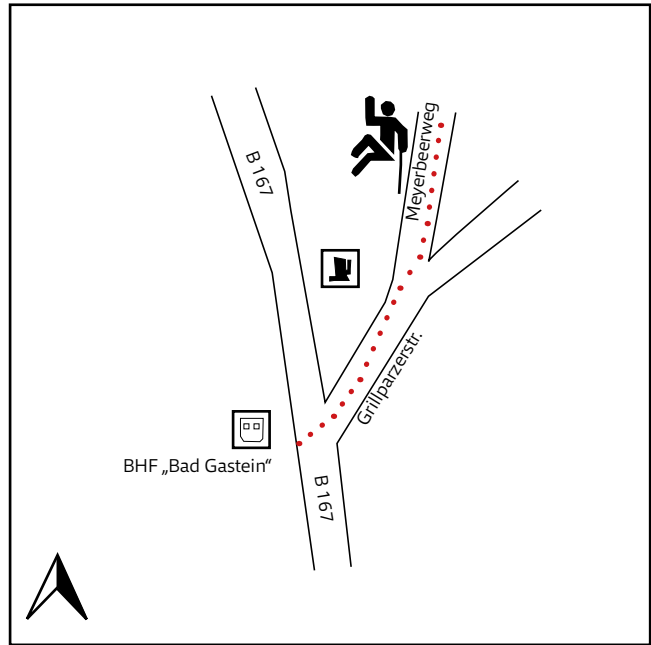 Meyerbeerweg
B 167
Grillparzerstr.
BHF „Bad Gastein“
B 167